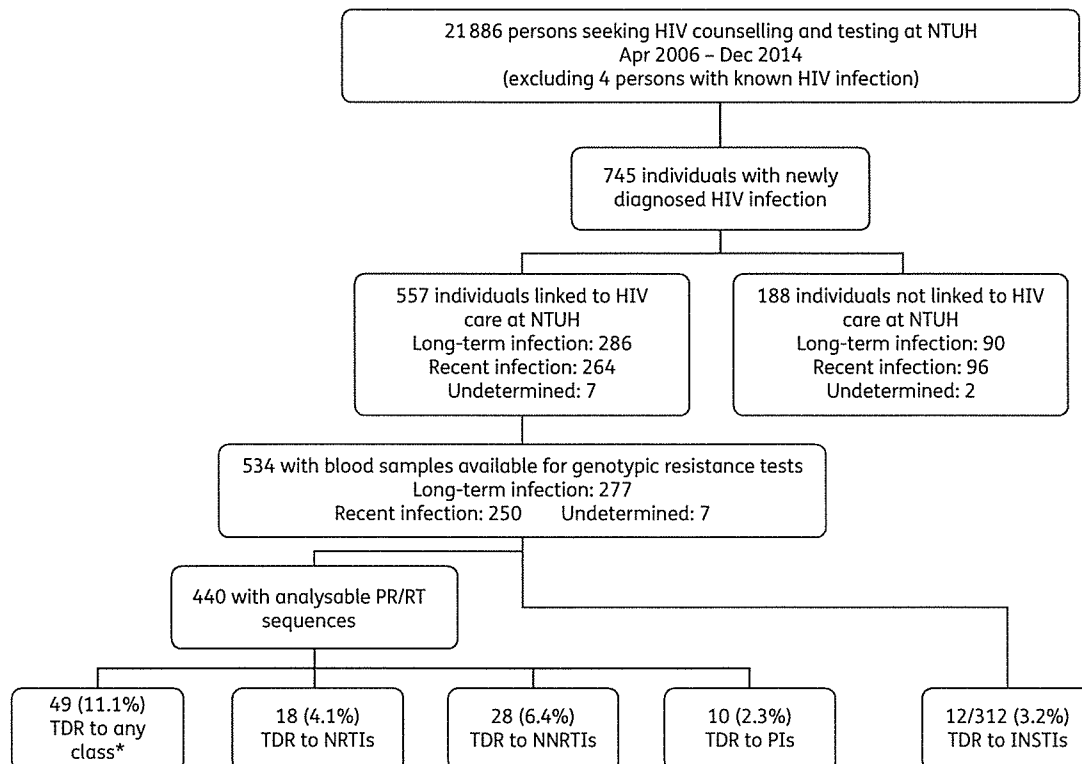 21 886 persons seeking HIV counselling and testing at NTUH
Apr 2006 – Dec 2014
(excluding 4 persons with known HIV infection)
745 individuals with newly
diagnosed HIV infection
557 individuals linked to HIV
care at NTUH
Long-term infection: 286
Recent infection: 264
Undetermined: 7
188 individuals not linked to HIV
care at NTUH
Long-term infection: 90
Recent infection: 96
Undetermined: 2
534 with blood samples available for genotypic resistance tests
Long-term infection: 277
Recent infection: 250 Undetermined: 7
440 with analysable PR/RT
sequences
49 (11.1%)
TDR to any
class*
18 (4.1%)
TDR to NRTIs
28 (6.4%)
TDR to NNRTIs
10 (2.3%)
TDR to PIs
12/312 (3.2%)
TDR to INSTIs